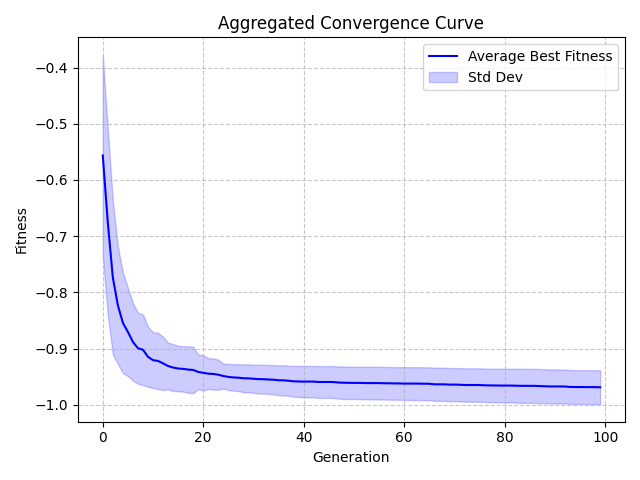 Aggregated Convergence Curve
Average Best Fitness
Std Dev
Fitness
−0.4
−0.5
−0.6
−0.7
−0.8
−0.9
−1.0
0 20 40 60 80 100
Generation